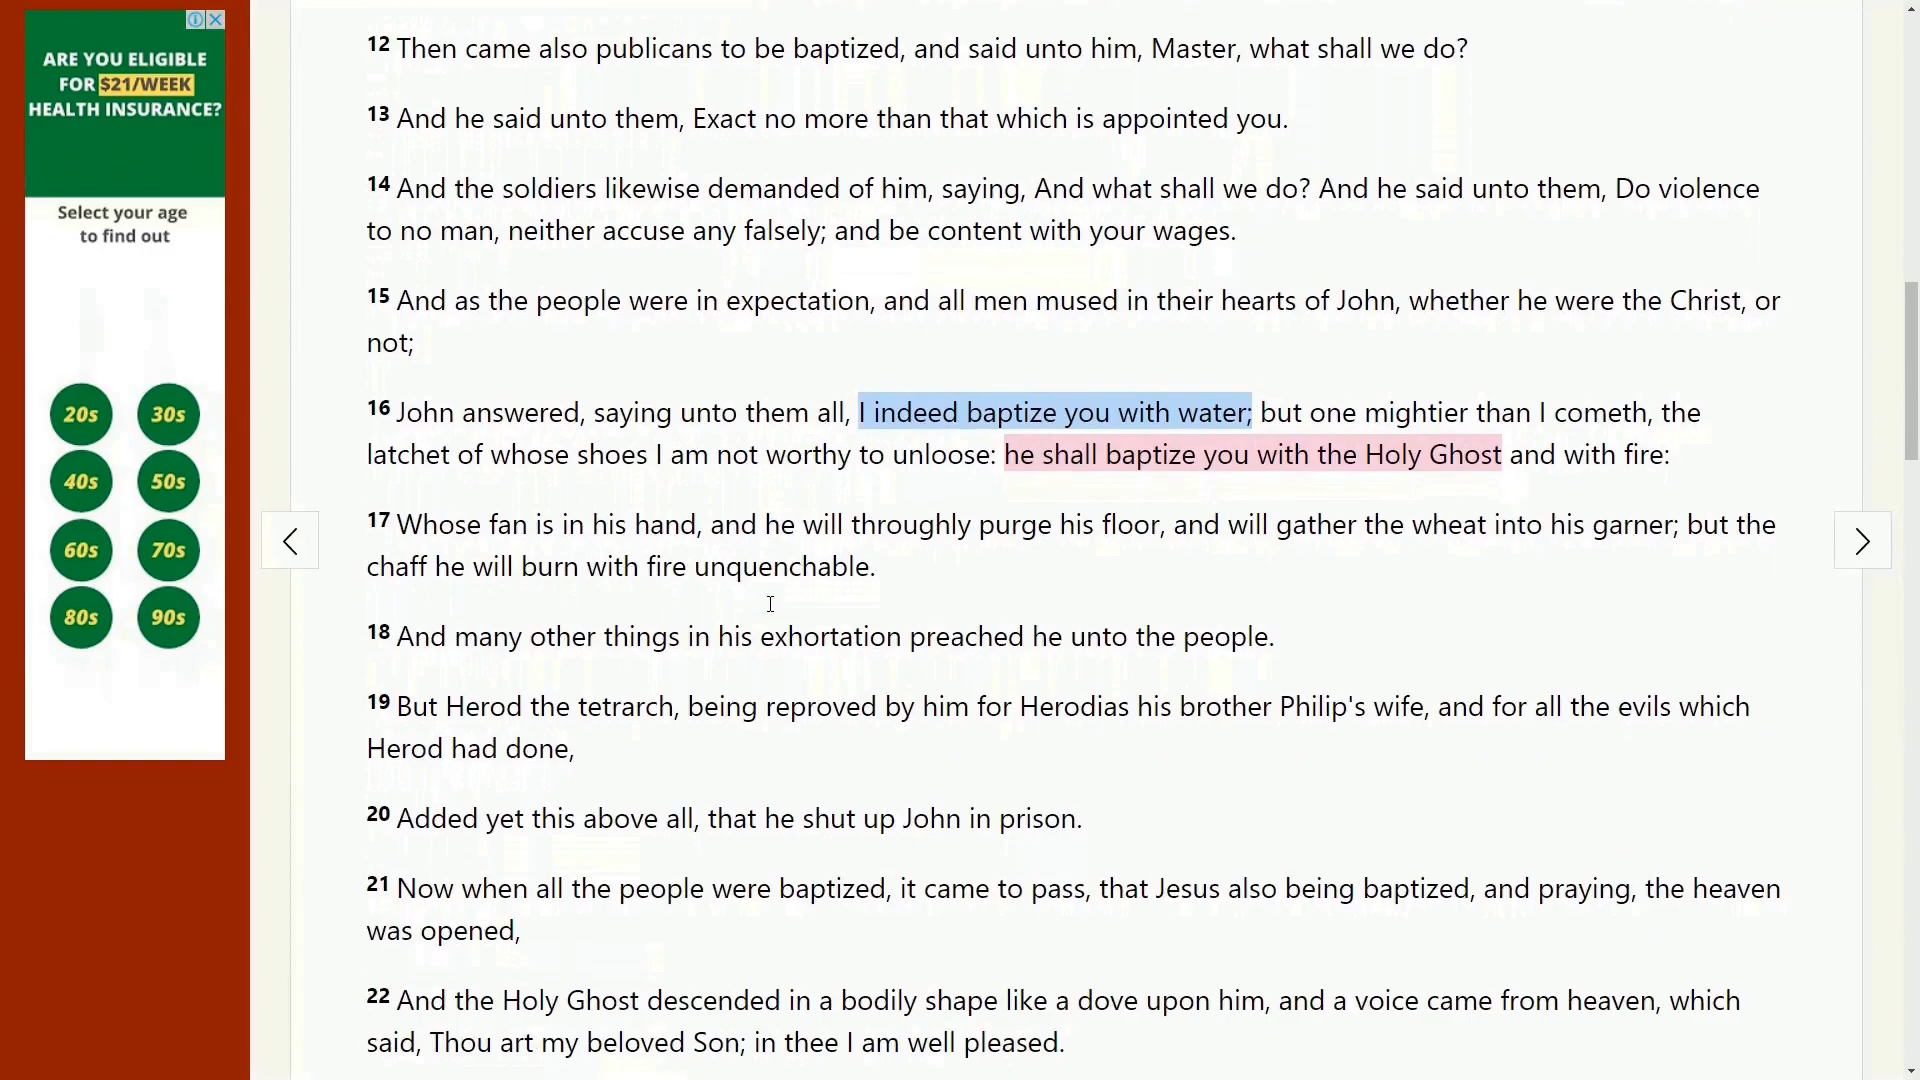 ARE YOU ELIGIBLE
FOR $21/WEEK
HEALTH INSURANCE?
Select your age
to find out
20s 30s
40s 50s
60s 70s
80s 90s
12 Then came also publicans to be baptized, and said unto him, Master, what shall we do?
13 And he said unto them, Exact no more than that which is appointed you.
14 And the soldiers likewise demanded of him, saying, And what shall we do? And he said unto them, Do violence
to no man, neither accuse any falsely; and be content with your wages.
15 And as the people were in expectation, and all men mused in their hearts of John, whether he were the Christ, or
not;
16 John answered, saying unto them all, I indeed baptize you with water; but one mightier than I cometh, the
latchet of whose shoes I am not worthy to unloose: he shall baptize you with the Holy Ghost and with fire:
17 Whose fan is in his hand, and he will throughly purge his floor, and will gather the wheat into his garner; but the
chaff he will burn with fire unquenchable.
18 And many other things in his exhortation preached he unto the people.
19 But Herod the tetrarch, being reproved by him for Herodias his brother Philip's wife, and for all the evils which
Herod had done,
20 Added yet this above all, that he shut up John in prison.
21 Now when all the people were baptized, it came to pass, that Jesus also being baptized, and praying, the heaven
was opened,
22 And the Holy Ghost descended in a bodily shape like a dove upon him, and a voice came from heaven, which
said, Thou art my beloved Son; in thee I am well pleased.